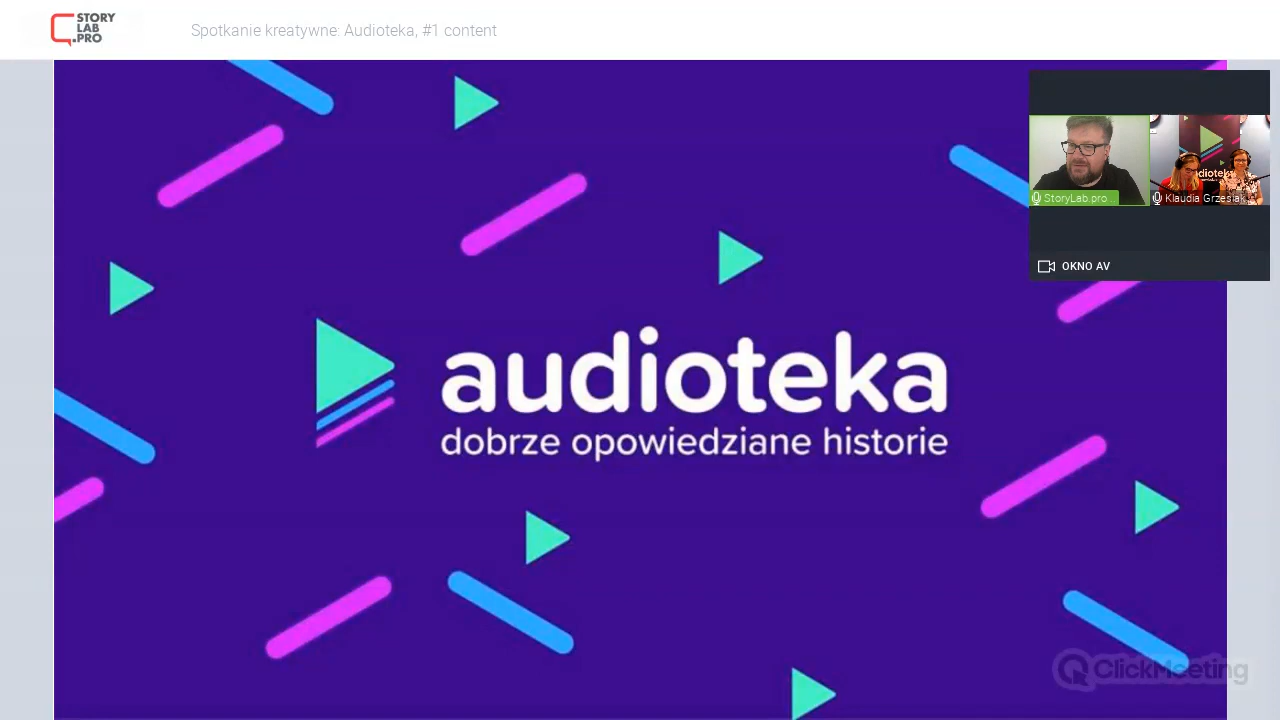 STORY
LAB
.PRO
Spotkanie kreatywne: Audioteka, #1 content
StoryLab.pro ..
Klaudia Grzesiak..
OKNO AV
audioteka
dobrze opowiedziane historie
ClickMeeting